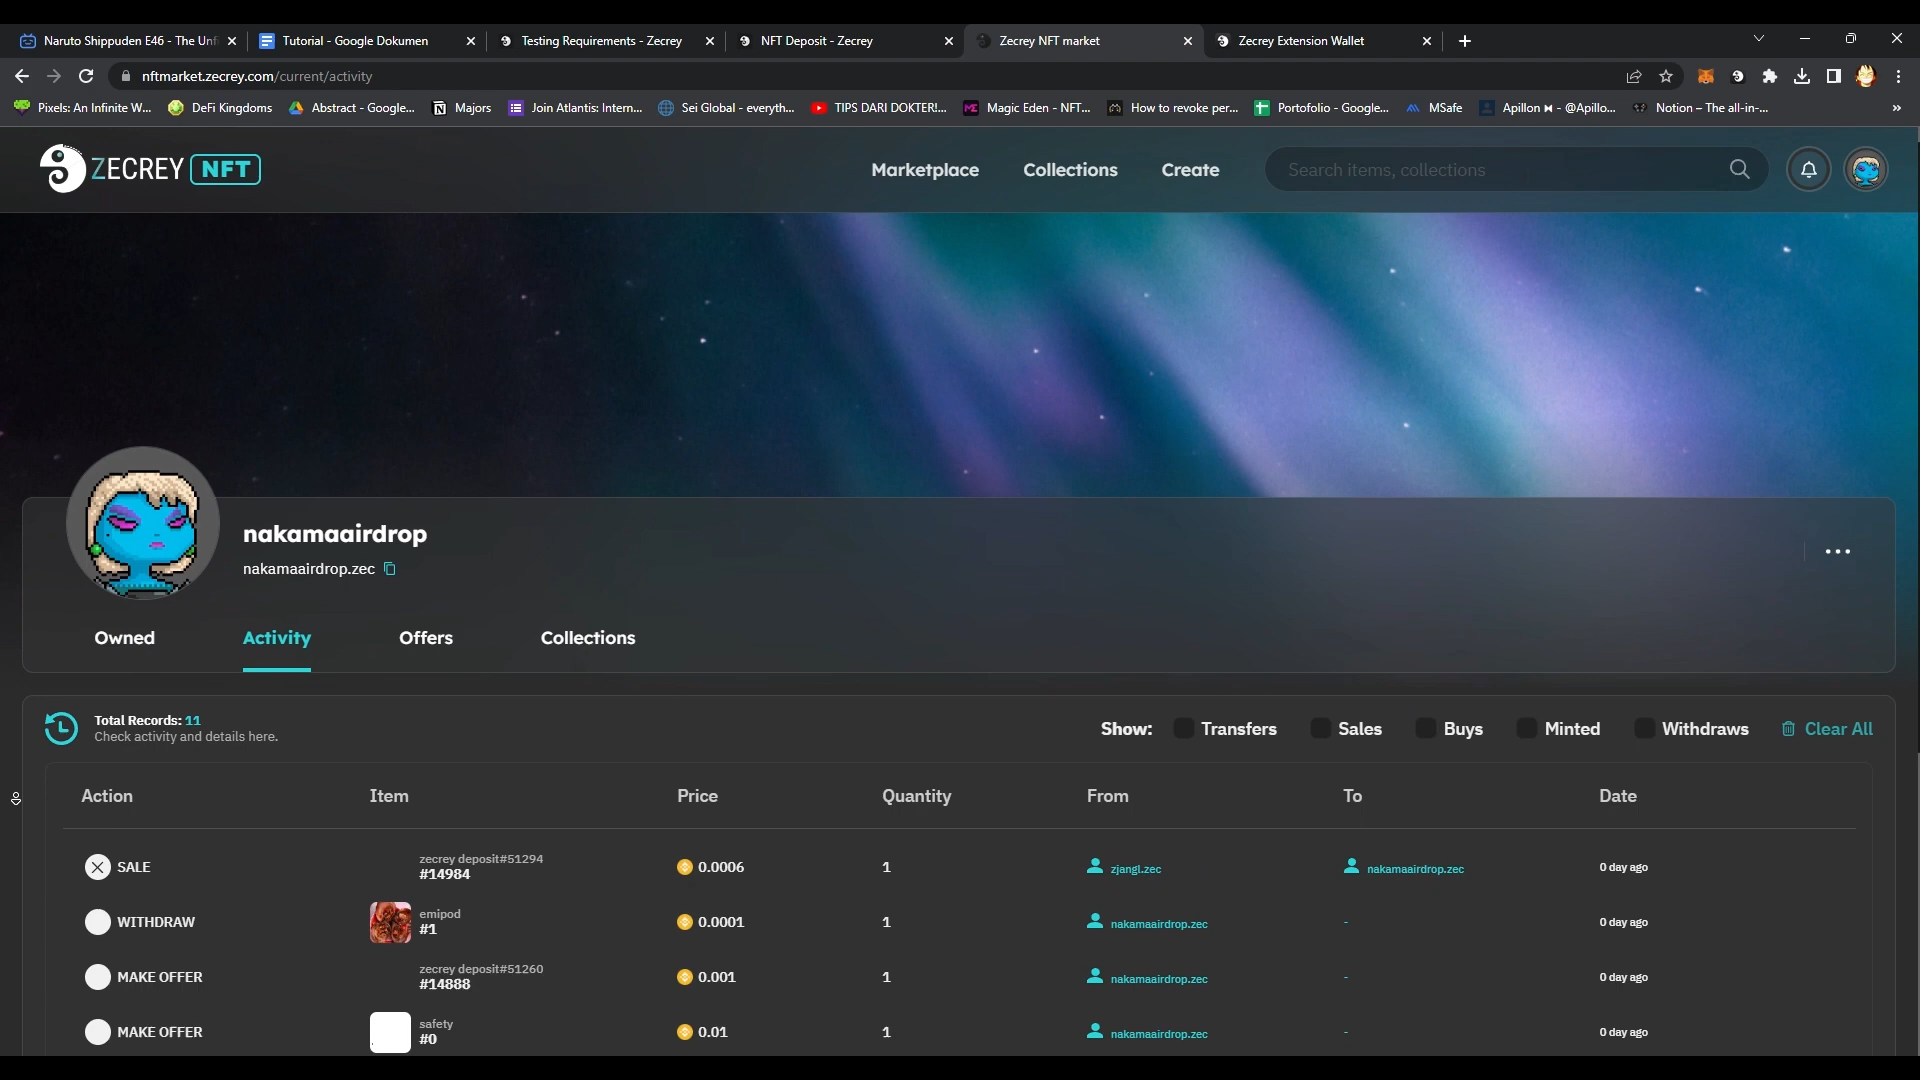 Naruto Shippuden E46 - The Unfi
Tutorial - Google Dokumen
Testing Requirements - Zecrey
NFT Deposit - Zecrey
Zecrey NFT market
Zecrey Extension Wallet
nftmarket.zecrey.com/current/activity
Pixels: An Infinite W...
DeFi Kingdoms
Abstract - Google...
Majors
Join Atlantis: Intern...
Sei Global - everyth...
TIPS DARI DOKTER!...
Magic Eden - NFT...
How to revoke per...
Portofolio - Google...
MSafe
Apillon ⧓ - @Apillo...
Notion – The all-in-...
ZECREY NFT
Marketplace
Collections
Create
Search items, collections
nakamaairdrop
nakamaairdrop.zec
Owned
Activity
Offers
Collections
Total Records: 11
Check activity and details here.
Show:
Transfers
Sales
Buys
Minted
Withdraws
Clear All
Action Item Price Quantity From To Date
zecrey deposit#51294
SALE #14984 0.0006 1 zjangl.zec nakamaairdrop.zec 0 day ago
emipod
WITHDRAW #1 0.0001 1 nakamaairdrop.zec - 0 day ago
zecrey deposit#51260
MAKE OFFER #14888 0.001 1 nakamaairdrop.zec - 0 day ago
safety
MAKE OFFER #0 0.01 1 nakamaairdrop.zec - 0 day ago